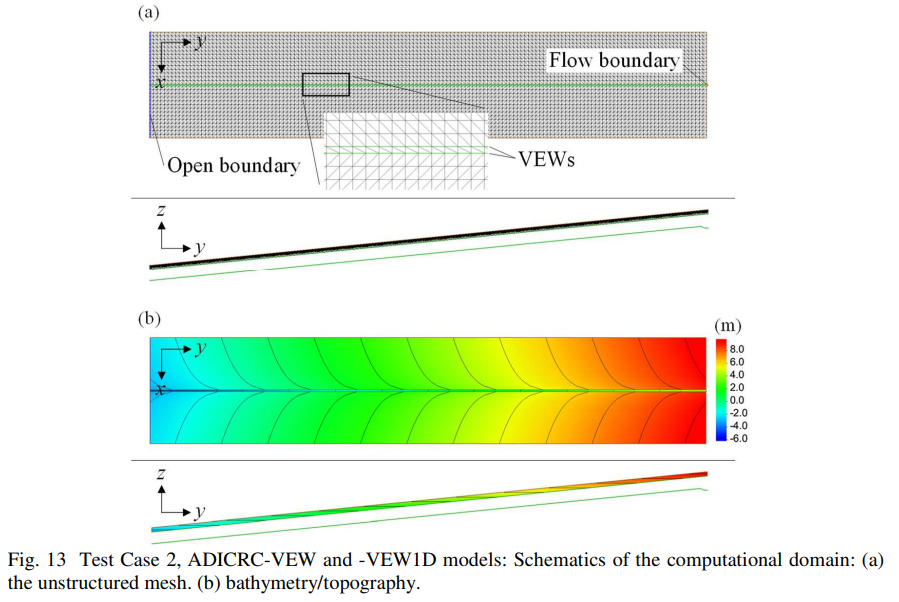 (a)
y
x
Flow boundary
Open boundary
VEWs
z
y
(b)
(m)
y
x
8.0
6.0
4.0
2.0
0.0
-2.0
-4.0
-6.0
z
y
Fig. 13 Test Case 2, ADICRC-VEW and -VEW1D models: Schematics of the computational domain: (a)
the unstructured mesh. (b) bathymetry/topography.